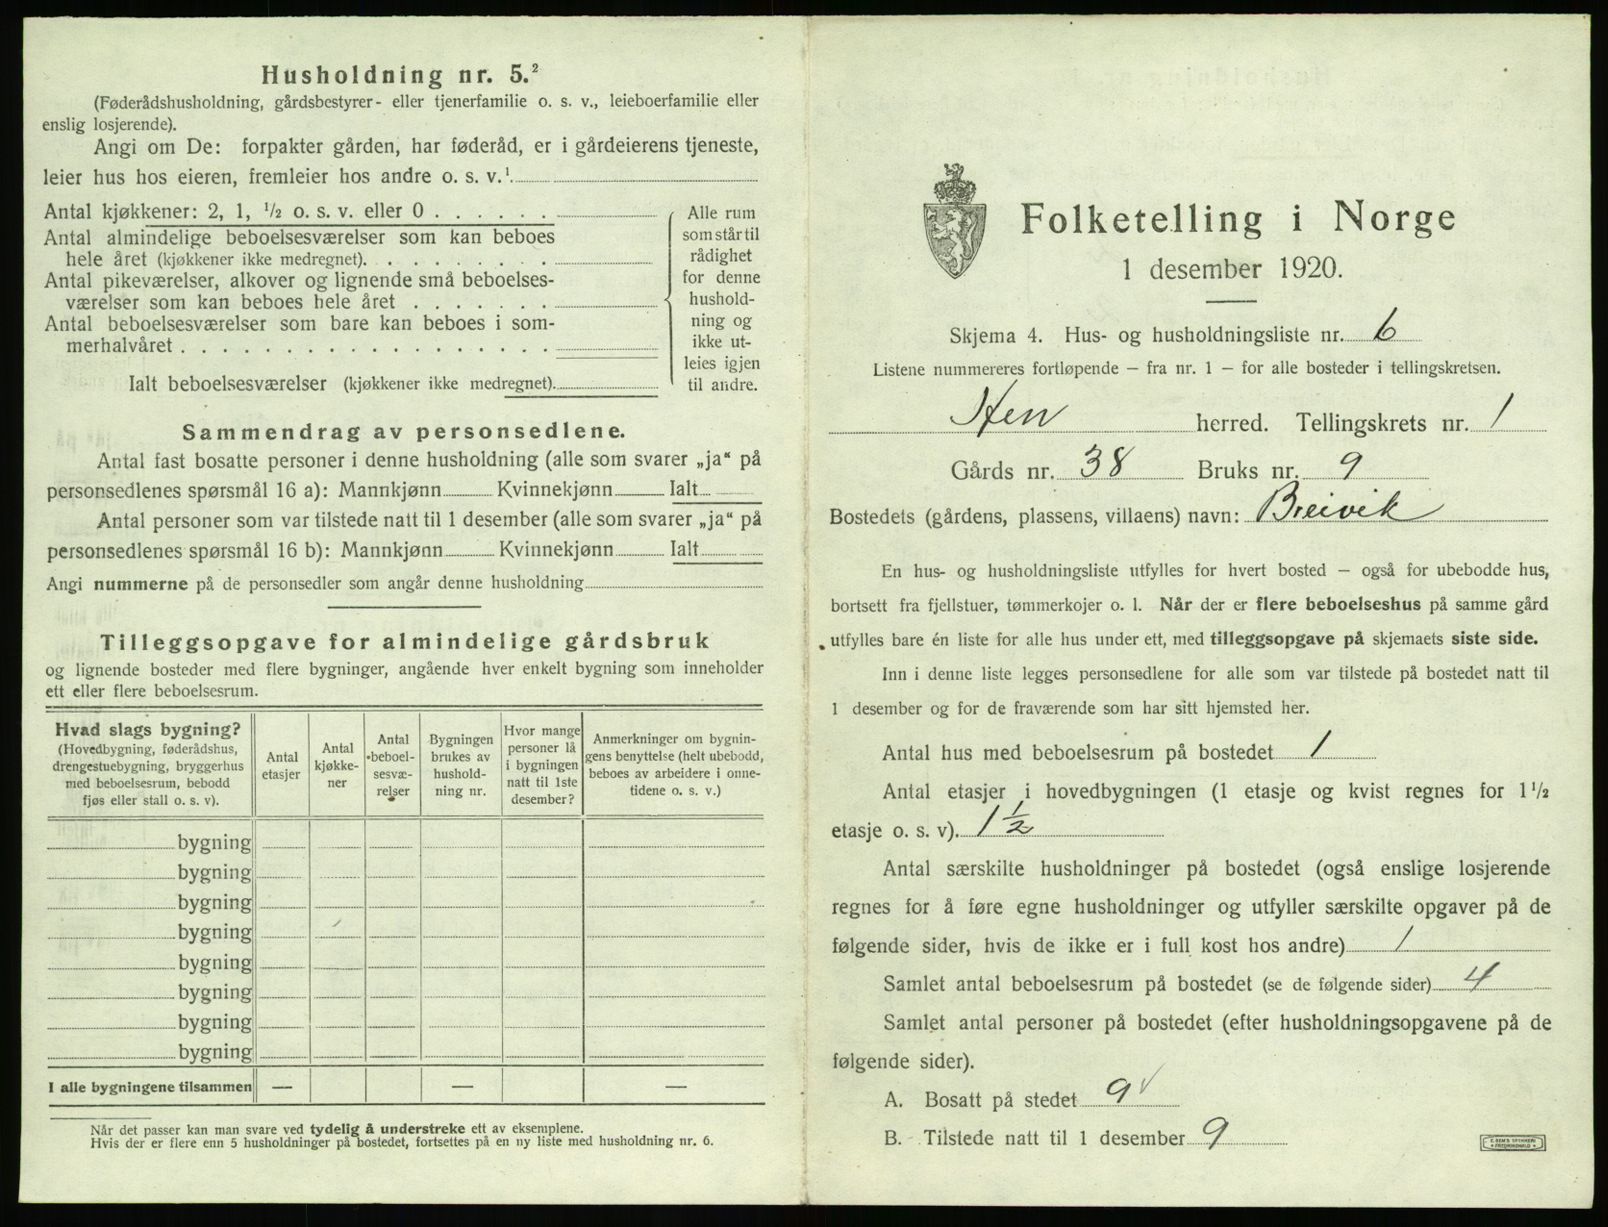 Husholdning nr. 5.²
(Føderådshusholdning, gårdsbestyrer- eller tjenerfamilie o. s. v., leieboerfamilie eller
enslig losjerende).
Angi om De: forpakter gården, har føderåd, er i gårdeierens tjeneste,
leier hus hos eieren, fremleier hos andre o. s. v.¹
Antal kjøkkener: 2, 1, ½ o. s. v. eller 0 . . . . . .
Antal almindelige beboelsesværelser som kan beboes
hele året (kjøkkener ikke medregnet). . . . . . . . .
Antal pikeværelser, alkover og lignende små beboelses-
værelser som kan beboes hele året . . . . . . .
Antal beboelsesværelser som bare kan beboes i som-
merhalvåret . . . . . . . . . . . . . . . . . .
Ialt beboelsesværelser (kjøkkener ikke medregnet).
Alle rum
som står til
rådighet
for denne
hushold-
ning og
ikke ut-
leies igjen
til andre.
Sammendrag av personsedlene.
Antal fast bosatte personer i denne husholdning (alle som svarer „ja“ på
personsedlenes spørsmål 16 a): Mannkjønn Kvinnekjønn Ialt
Antal personer som var tilstede natt til 1 desember (alle som svarer „ja“ på
personsedlenes spørsmål 16 b): Mannkjønn Kvinnekjønn Ialt
Angi nummerne på de personsedler som angår denne husholdning
Tilleggsopgave for almindelige gårdsbruk
og lignende bosteder med flere bygninger, angående hver enkelt bygning som inneholder
ett eller flere beboelsesrum.
Hvad slags bygning?
(Hovedbygning, føderådshus,
drengestuebygning, bryggerhus
med beboelsesrum, bebodd
fjøs eller stall o. s. v).
Antal
etasjer
Antal
kjøkke-
ner
Antal
beboel-
sesvæ-
relser
Bygningen
brukes av
hushold-
ning nr.
Hvor mange
personer lå
i bygningen
natt til 1ste
desember?
Anmerkninger om bygnin-
gens benyttelse (helt ubebodd,
beboes av arbeidere i onne-
tidene o. s. v.)
bygning
bygning
bygning
bygning
bygning
bygning
bygning
bygning
I alle bygningene tilsammen — — —
¹ Når det passer kan man svare ved tydelig å understreke ett av eksemplene.
² Hvis der er flere enn 5 husholdninger på bostedet, fortsettes på en ny liste med husholdning nr. 6.
Folketelling i Norge
1 desember 1920.
Skjema 4. Hus- og husholdningsliste nr. 6
Listene nummereres fortløpende — fra nr. 1 — for alle bosteder i tellingskretsen.
Hen herred. Tellingskrets nr. 1
Gårds nr. 38 Bruks nr. 9
Bostedets (gårdens, plassens, villaens) navn: Breivik
En hus- og husholdningsliste utfylles for hvert bosted — også for ubebodde hus,
bortsett fra fjellstuer, tømmerkojer o. l. Når der er flere beboelseshus på samme gård
utfylles bare én liste for alle hus under ett, med tilleggsopgave på skjemaets siste side.
Inn i denne liste legges personsedlene for alle som var tilstede på bostedet natt til
1 desember og for de fraværende som har sitt hjemsted her.
Antal hus med beboelsesrum på bostedet 1
Antal etasjer i hovedbygningen (1 etasje og kvist regnes for 1½
etasje o. s. v). 1½
Antal særskilte husholdninger på bostedet (også enslige losjerende
regnes for å føre egne husholdninger og utfyller særskilte opgaver på de
følgende sider, hvis de ikke er i full kost hos andre) 1
Samlet antal beboelsesrum på bostedet (se de følgende sider) 4
Samlet antal personer på bostedet (efter husholdningsopgavene på de
følgende sider).
A. Bosatt på stedet 9 √
B. Tilstede natt til 1 desember 9